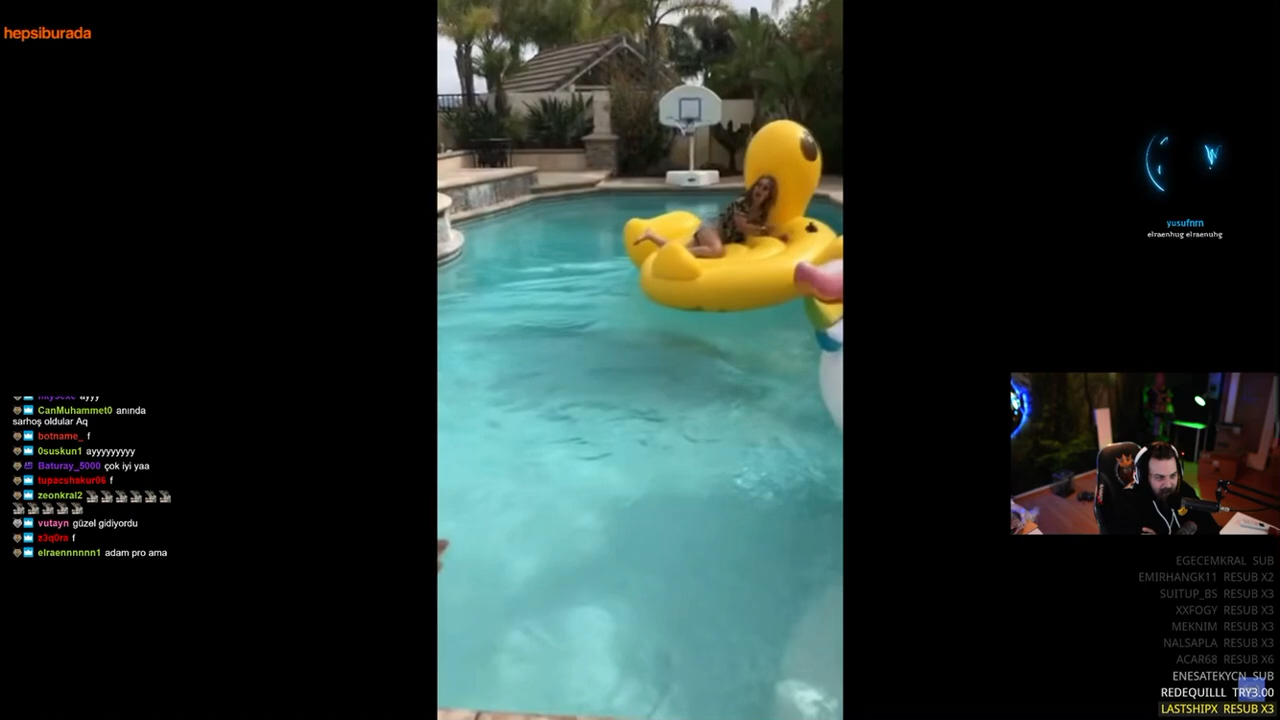 hepsiburada
yusufnrn
elraenhug elraenuhg
ayyy
CanMuhammet0 anında
sarhoş oldular Aq
botname_ f
0suskun1 ayyyyyyyyy
Baturay_5000 çok iyi yaa
tupacshakur06 f
zeonkral2
vutayn güzel gidiyordu
z3q0ra f
elraennnnnn1 adam pro ama
EGECEMKRAL SUB
EMIRHANGK11 RESUB X2
SUITUP_BS RESUB X3
XXFOGY RESUB X3
MEKNIM RESUB X3
NALSAPLA RESUB X3
ACAR68 RESUB X6
ENESATEKYCN SUB
REDEQUILLL TRY3.00
LASTSHIPX RESUB X3